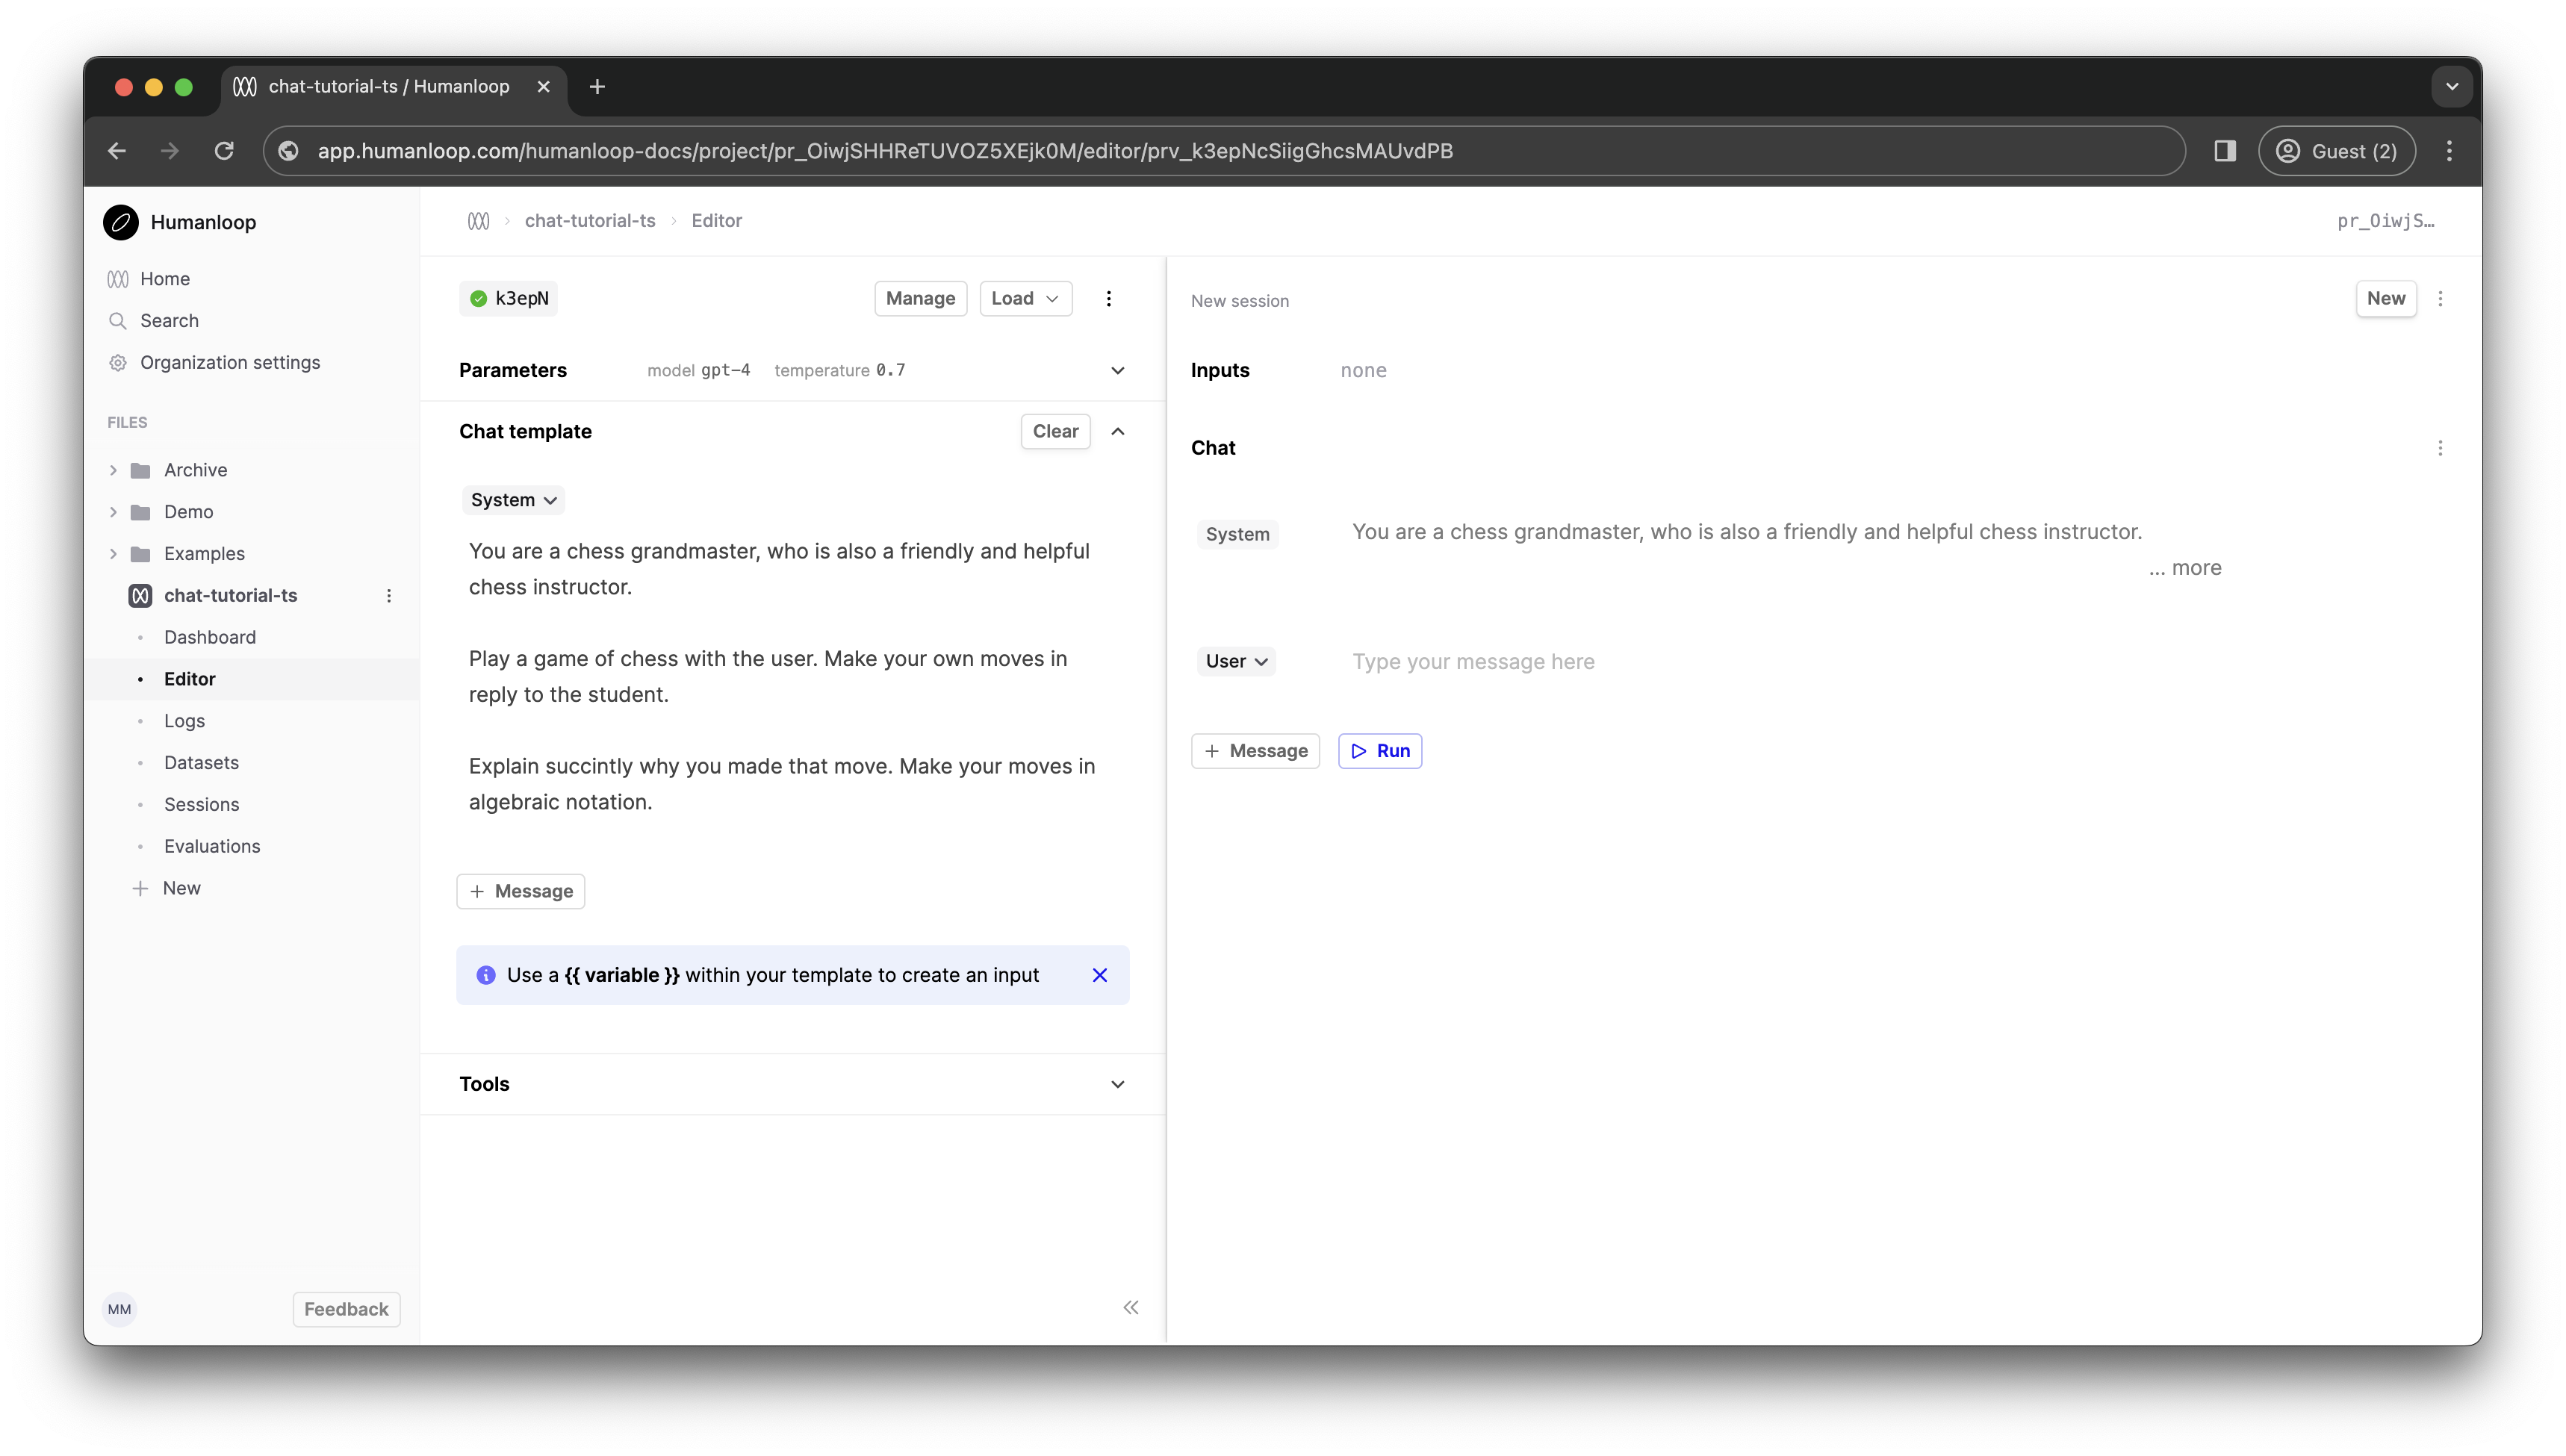 chat-tutorial-ts / Humanloop
app.humanloop.com/humanloop-docs/project/pr_OiwjSHHReTUVOZ5XEjk0M/editor/prv_k3epNcSiigGhcsMAUvdPB
Guest (2)
Humanloop
Home
Search
Organization settings
FILES
Archive
Demo
Examples
chat-tutorial-ts
Dashboard
Editor
Logs
Datasets
Sessions
Evaluations
New
MM
Feedback
chat-tutorial-ts
Editor
pr_OiwjS…
k3epN
Manage
Load
Parameters
model gpt-4
temperature 0.7
Chat template
Clear
System
You are a chess grandmaster, who is also a friendly and helpful
chess instructor.
Play a game of chess with the user. Make your own moves in
reply to the student.
Explain succintly why you made that move. Make your moves in
algebraic notation.
+ Message
Use a {{ variable }} within your template to create an input
Tools
New session
New
Inputs
none
Chat
System
You are a chess grandmaster, who is also a friendly and helpful chess instructor.
... more
User
Type your message here
+ Message
Run